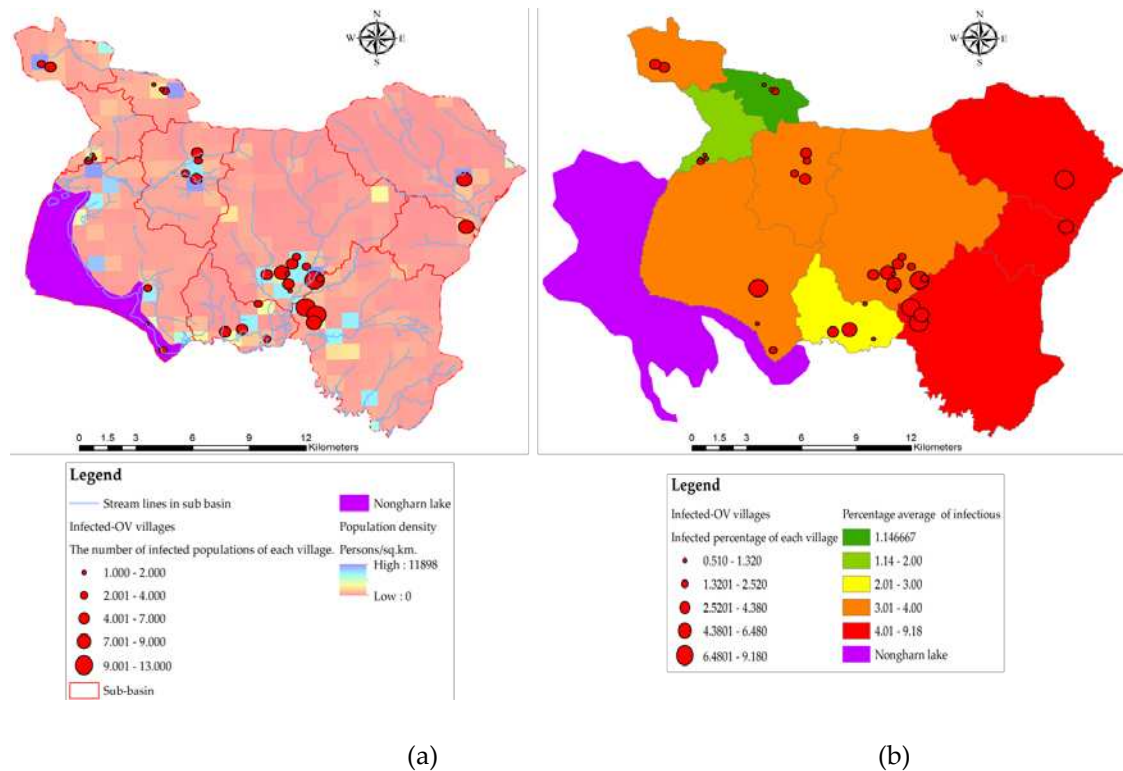 N
W E
S
0 1.5 3 6 9 12
Kilometers
Legend
Stream lines in sub basin
Infected-OV villages
The number of infected populations of each village.
1.000 - 2.000
2.001 - 4.000
4.001 - 7.000
7.001 - 9.000
9.001 - 13.000
Sub-basin
Nongharn lake
Population density
Persons/sq.km.
High : 11898
Low : 0
(a)
N
W E
S
0 1.5 3 6 9 12
Kilometers
Legend
Infected-OV villages
Infected percentage of each village
0.510 - 1.320
1.3201 - 2.520
2.5201 - 4.380
4.3801 - 6.480
6.4801 - 9.180
Percentage average of infectious
1.146667
1.14 - 2.00
2.01 - 3.00
3.01 - 4.00
4.01 - 9.18
Nongharn lake
(b)